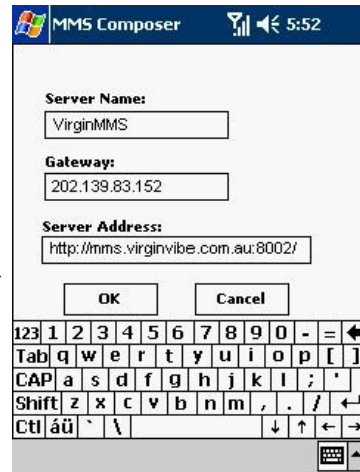 MMS Composer 5:52
Server Name:
VirginMMS
Gateway:
202.139.83.152
Server Address:
http://mms.virginvibe.com.au:8002/
OK Cancel
123 1 2 3 4 5 6 7 8 9 0 - =
Tab q w e r t y u i o p [ ]
CAP a s d f g h j k l ; '
Shift z x c v b n m , . /
Ctl áü ` \